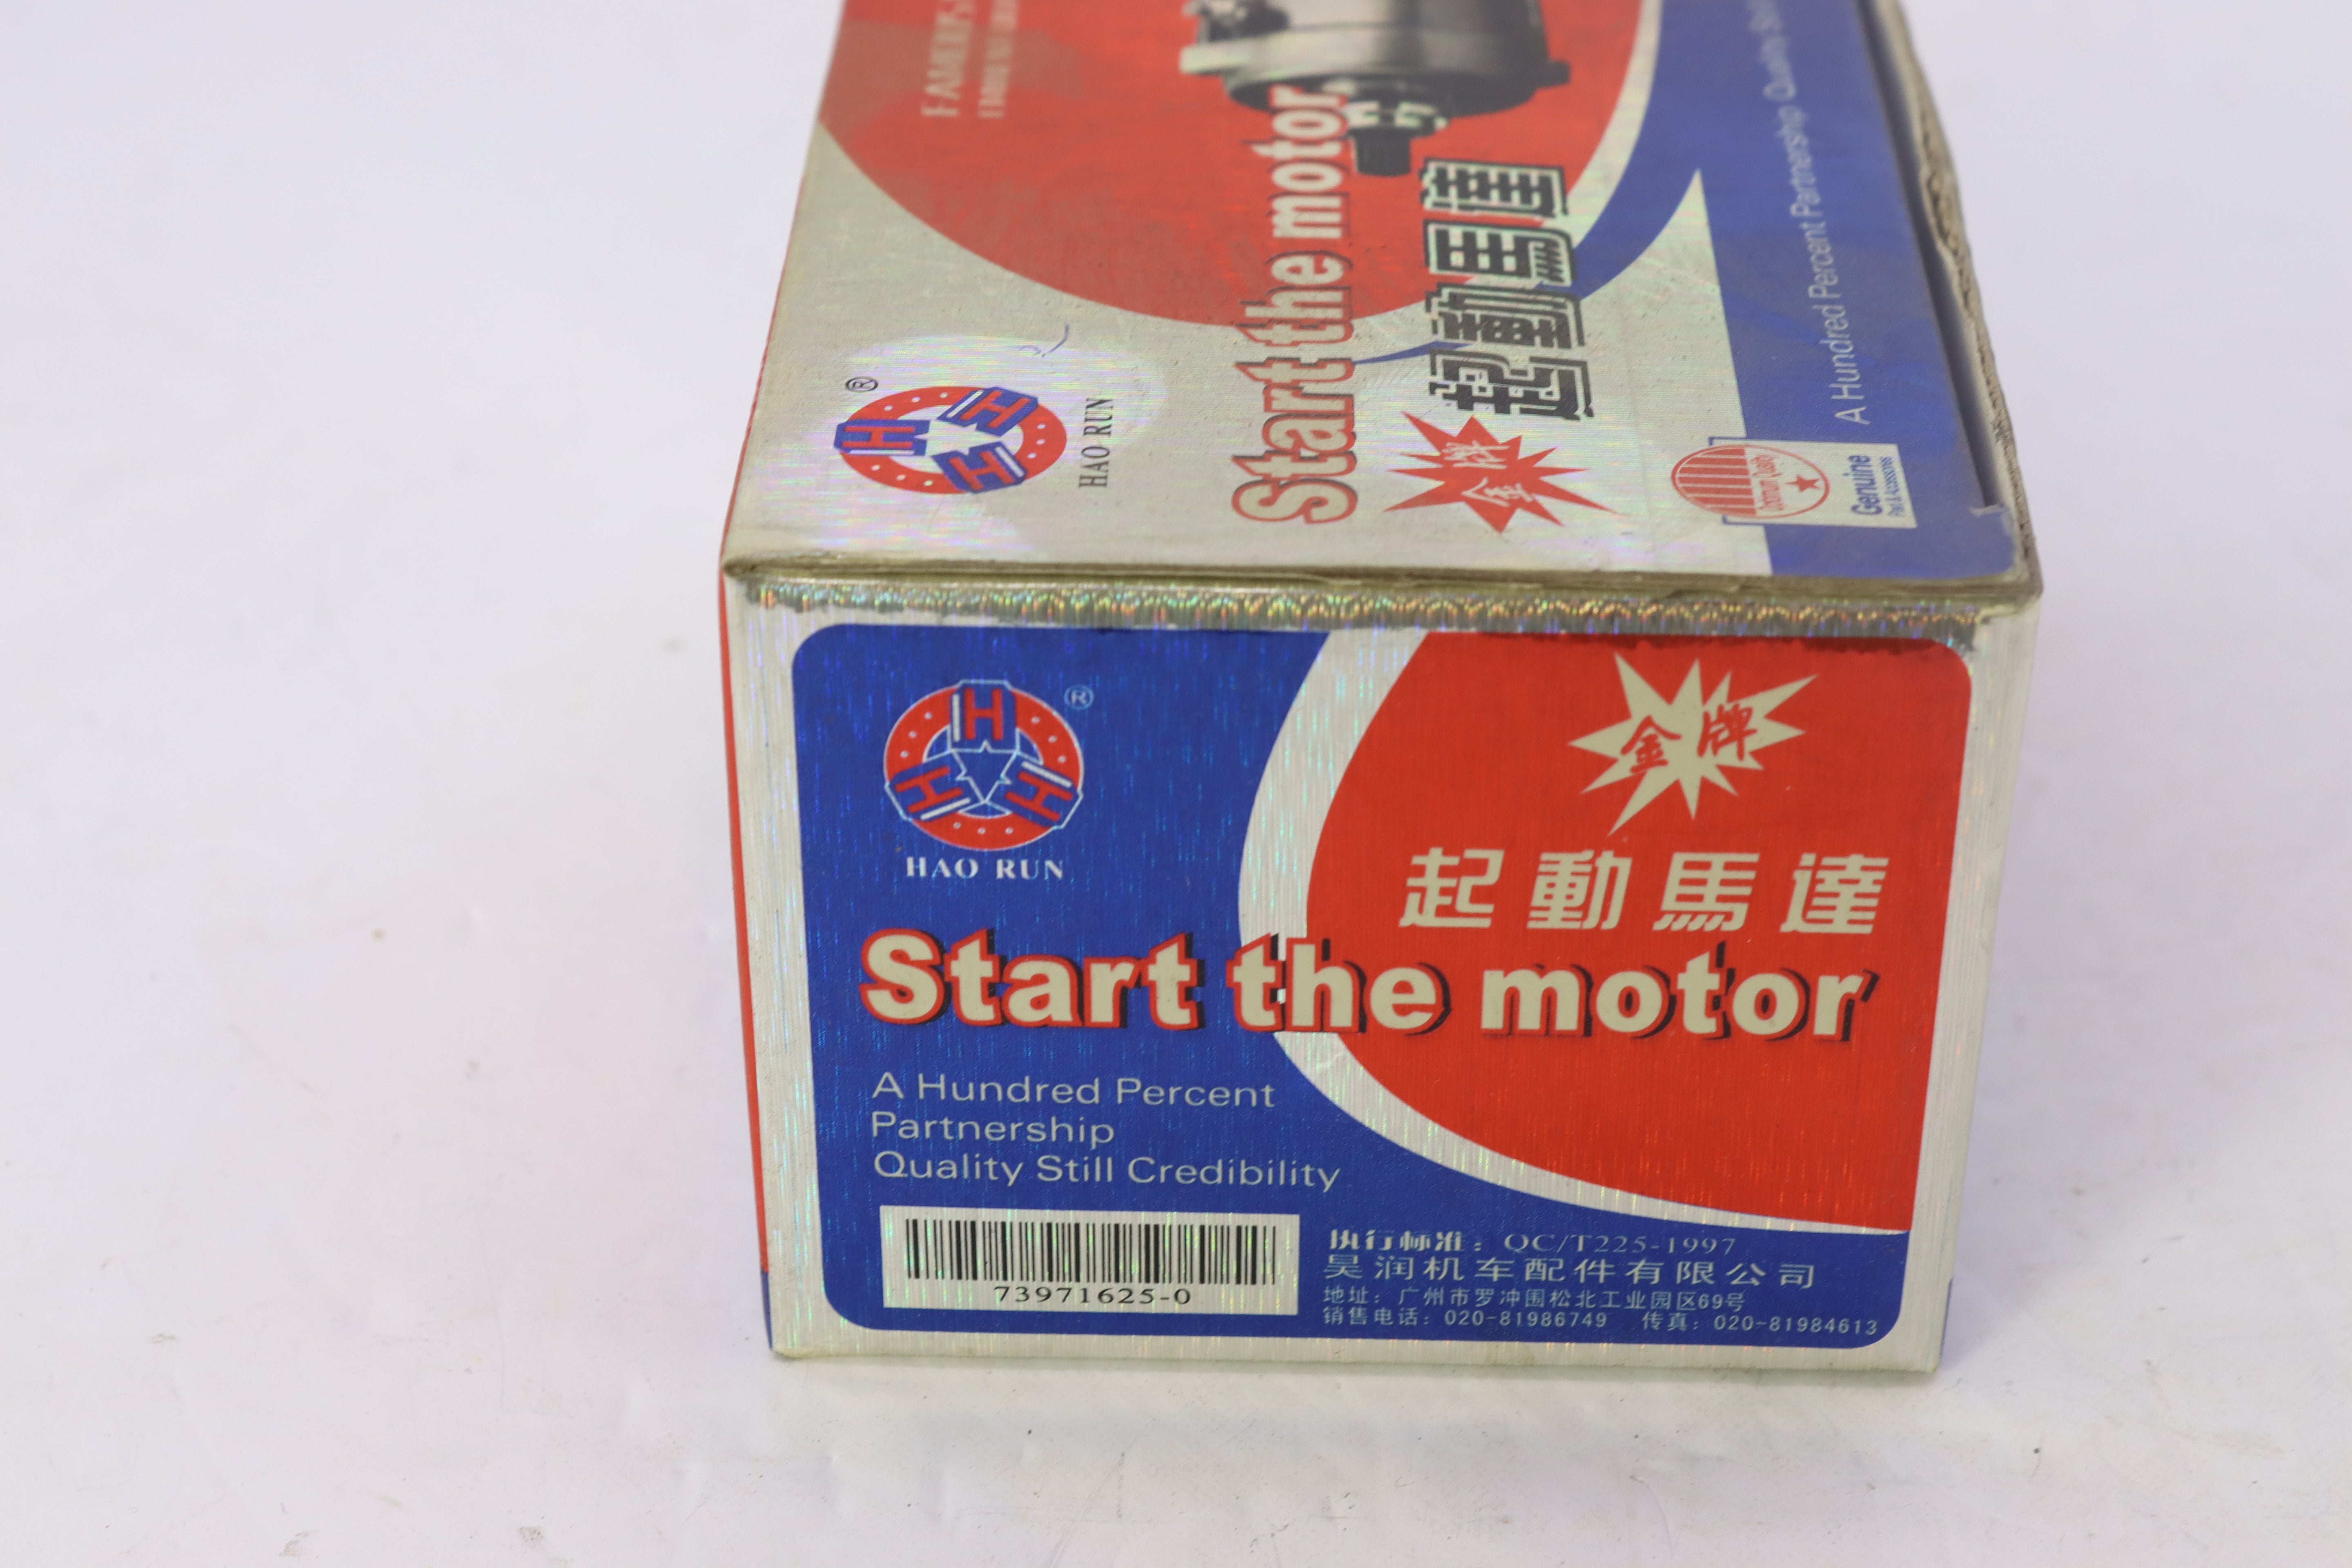 Start the motor
起動馬達
金牌
®
HAO RUN
A Hundred Percent Partnership Quality Still
Genuine
H
H H
®
HAO RUN
金牌
起動馬達
Start the motor
A Hundred Percent
Partnership
Quality Still Credibility
73971625-0
执行标准：QC/T225-1997
昊润机车配件有限公司
地址：广州市罗冲围松北工业园区69号
销售电话：020-81986749 传真：020-81984613